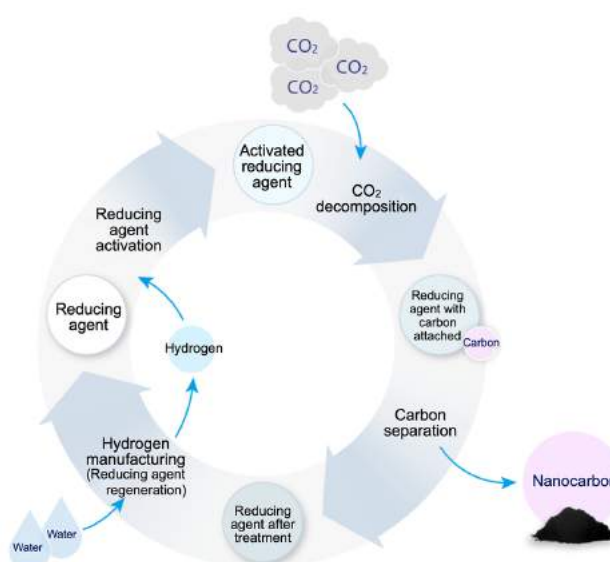 CO₂
CO₂
CO₂
Activated
reducing
agent
CO₂
decomposition
Reducing
agent
activation
Reducing
agent with
carbon
attached
Carbon
Reducing
agent
Hydrogen
Carbon
separation
Hydrogen
manufacturing
(Reducing agent
regeneration)
Nanocarbon
Reducing
agent after
treatment
Water
Water